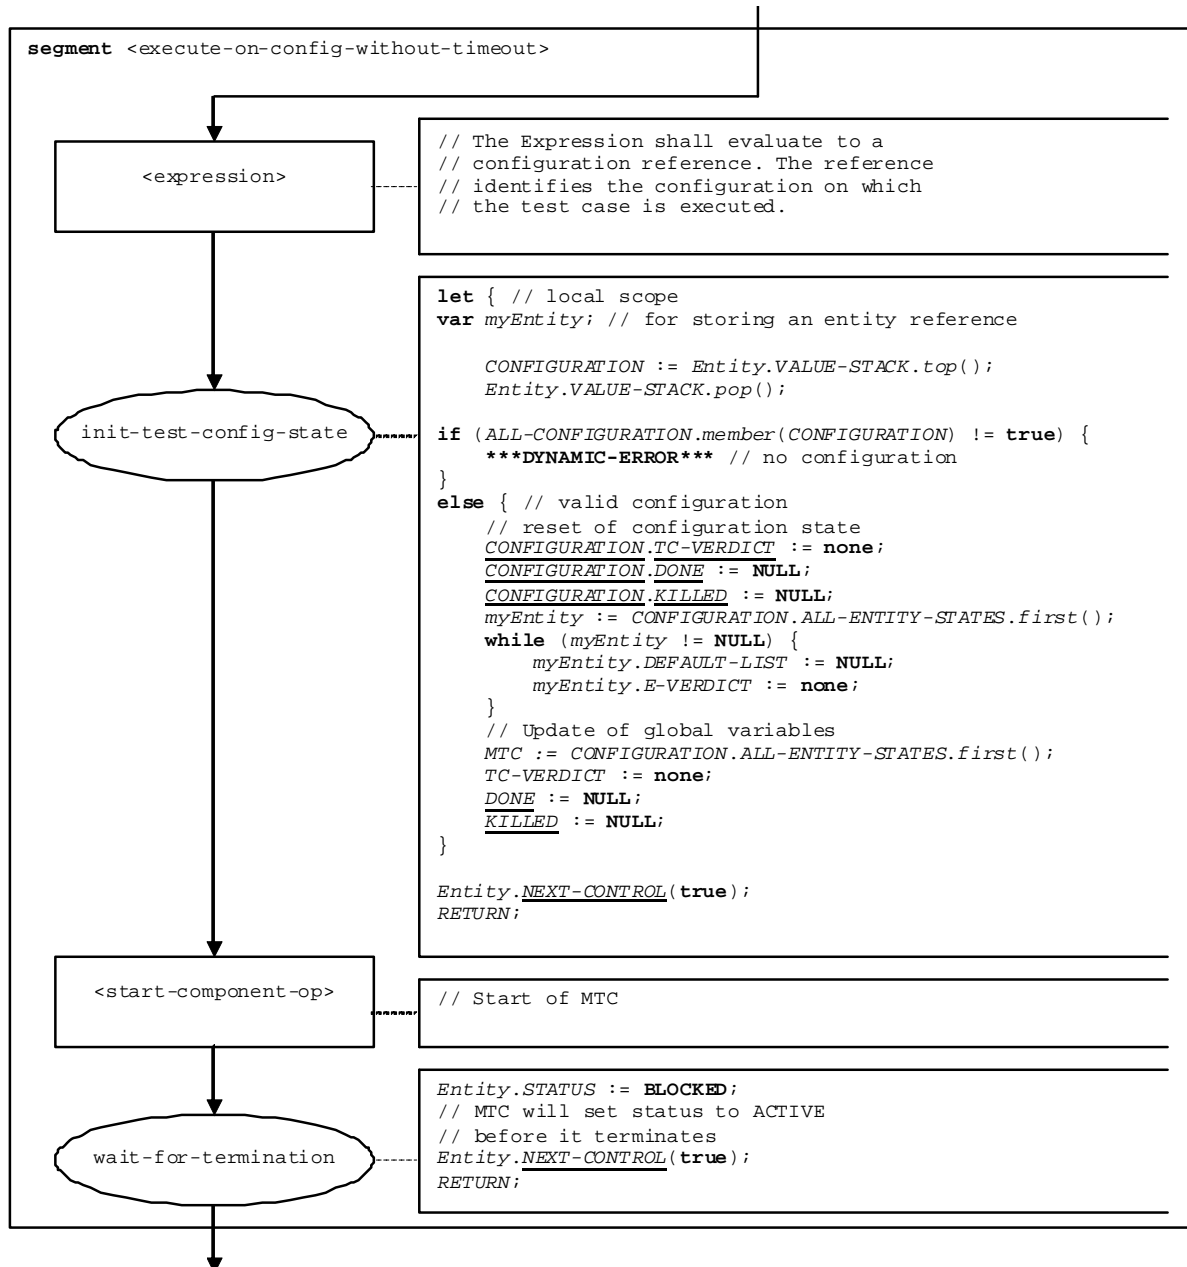 segment <execute-on-config-without-timeout>
<expression>
// The Expression shall evaluate to a
// configuration reference. The reference
// identifies the configuration on which
// the test case is executed.
init-test-config-state
let { // local scope
var myEntity; // for storing an entity reference
CONFIGURATION := Entity.VALUE-STACK.top();
Entity.VALUE-STACK.pop();
if (ALL-CONFIGURATION.member(CONFIGURATION) != true) {
***DYNAMIC-ERROR*** // no configuration
}
else { // valid configuration
// reset of configuration state
CONFIGURATION.TC-VERDICT := none;
CONFIGURATION.DONE := NULL;
CONFIGURATION.KILLED := NULL;
myEntity := CONFIGURATION.ALL-ENTITY-STATES.first();
while (myEntity != NULL) {
myEntity.DEFAULT-LIST := NULL;
myEntity.E-VERDICT := none;
}
// Update of global variables
MTC := CONFIGURATION.ALL-ENTITY-STATES.first();
TC-VERDICT := none;
DONE := NULL;
KILLED := NULL;
}
Entity.NEXT-CONTROL(true);
RETURN;
<start-component-op>
// Start of MTC
wait-for-termination
Entity.STATUS := BLOCKED;
// MTC will set status to ACTIVE
// before it terminates
Entity.NEXT-CONTROL(true);
RETURN;